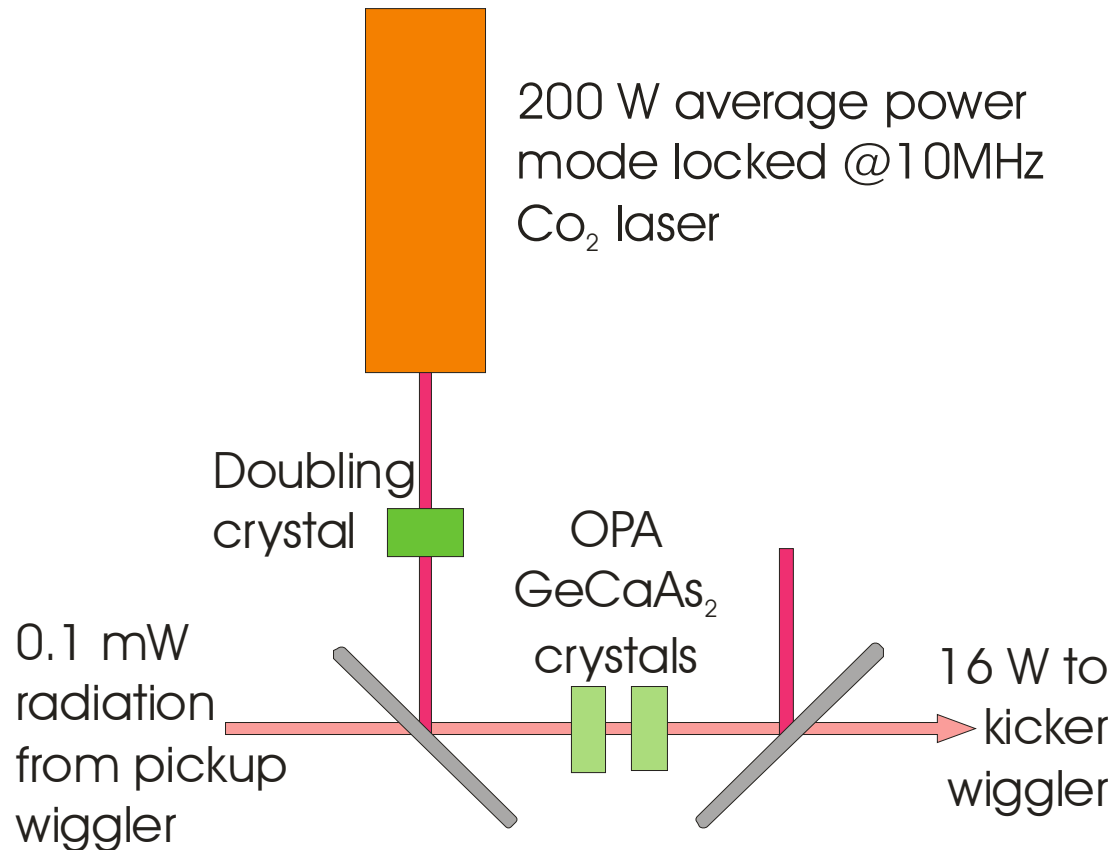 200 W average power
mode locked @10MHz
Co₂ laser
Doubling
crystal
OPA
GeCaAs₂
crystals
0.1 mW
radiation
from pickup
wiggler
16 W to
kicker
wiggler